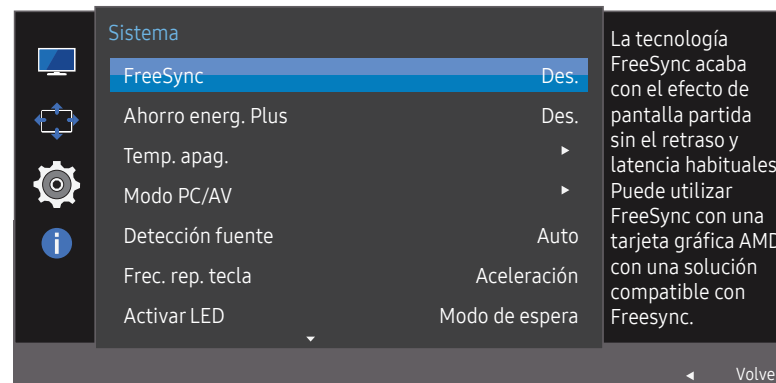 Sistema
FreeSync Des.
Ahorro energ. Plus Des.
Temp. apag.
Modo PC/AV
Detección fuente Auto
Frec. rep. tecla Aceleración
Activar LED Modo de espera
La tecnología
FreeSync acaba
con el efecto de
pantalla partida
sin el retraso y
latencia habituales
Puede utilizar
FreeSync con una
tarjeta gráfica AMD
con una solución
compatible con
Freesync.
Volve